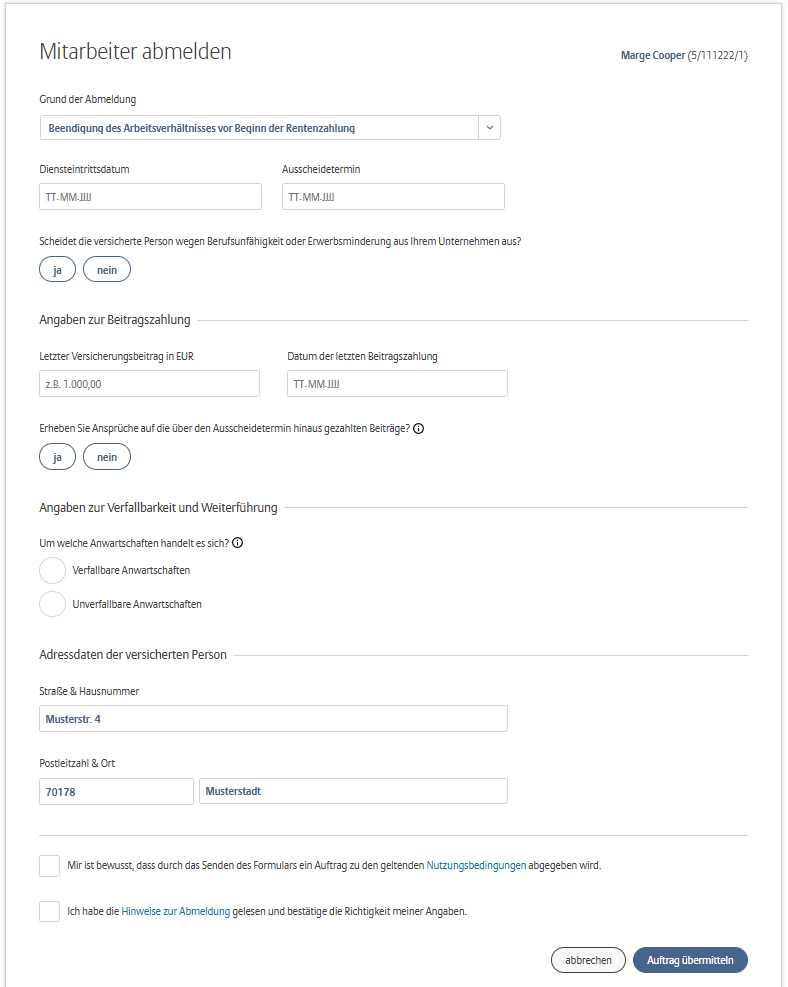 Mitarbeiter abmelden
Marge Cooper (5/111222/1)
Grund der Abmeldung
Beendigung des Arbeitsverhältnisses vor Beginn der Rentenzahlung
Diensteintrittsdatum
Ausscheidetermin
TT.MM.JJJJ
TT.MM.JJJJ
Scheidet die versicherte Person wegen Berufsunfähigkeit oder Erwerbsminderung aus Ihrem Unternehmen aus?
ja
nein
Angaben zur Beitragszahlung
Letzter Versicherungsbeitrag in EUR
Datum der letzten Beitragszahlung
z.B. 1.000,00
TT.MM.JJJJ
Erheben Sie Ansprüche auf die über den Ausscheidetermin hinaus gezahlten Beiträge?
ja
nein
Angaben zur Verfallbarkeit und Weiterführung
Um welche Anwartschaften handelt es sich?
Verfallbare Anwartschaften
Unverfallbare Anwartschaften
Adressdaten der versicherten Person
Straße & Hausnummer
Musterstr. 4
Postleitzahl & Ort
70178
Musterstadt
Mir ist bewusst, dass durch das Senden des Formulars ein Auftrag zu den geltenden Nutzungsbedingungen abgegeben wird.
Ich habe die Hinweise zur Abmeldung gelesen und bestätige die Richtigkeit meiner Angaben.
abbrechen
Auftrag übermitteln